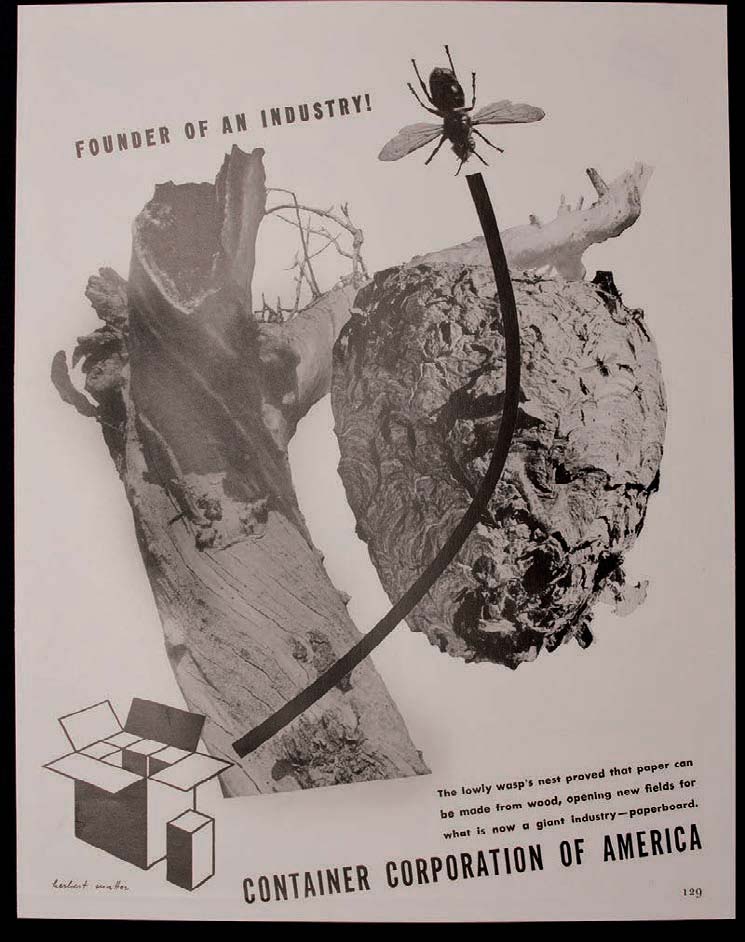 FOUNDER OF AN INDUSTRY!
The lowly wasp's nest proved that paper can
be made from wood, opening new fields for
what is now a giant industry—paperboard.
CONTAINER CORPORATION OF AMERICA
herbert matter
129